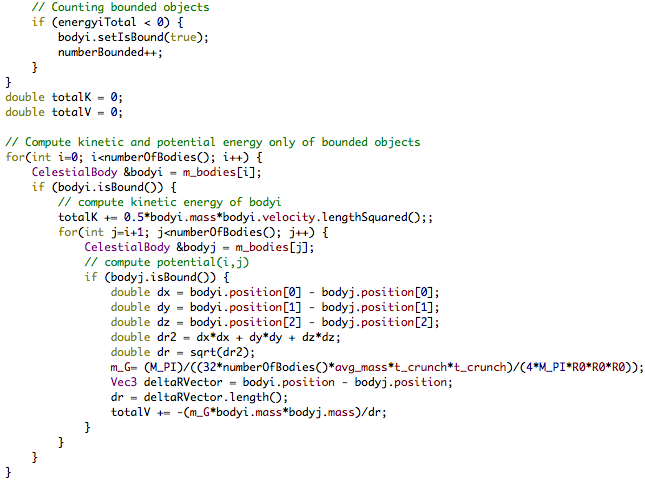 // Counting bounded objects
    if (energyiTotal < 0) {
        bodyi.setIsBound(true);
        numberBounded++;
    }
}
double totalK = 0;
double totalV = 0;

// Compute kinetic and potential energy only of bounded objects
for(int i=0; i<numberOfBodies(); i++) {
    CelestialBody &bodyi = m_bodies[i];
    if (bodyi.isBound()) {
        // compute kinetic energy of bodyi
        totalK += 0.5*bodyi.mass*bodyi.velocity.lengthSquared();;
        for(int j=i+1; j<numberOfBodies(); j++) {
            CelestialBody &bodyj = m_bodies[j];
            // compute potential(i,j)
            if (bodyj.isBound()) {
                double dx = bodyi.position[0] - bodyj.position[0];
                double dy = bodyi.position[1] - bodyj.position[1];
                double dz = bodyi.position[2] - bodyj.position[2];
                double dr2 = dx*dx + dy*dy + dz*dz;
                double dr = sqrt(dr2);
                m_G= (M_PI)/((32*numberOfBodies()*avg_mass*t_crunch*t_crunch)/(4*M_PI*R0*R0*R0));
                Vec3 deltaRVector = bodyi.position - bodyj.position;
                dr = deltaRVector.length();
                totalV += -(m_G*bodyi.mass*bodyj.mass)/dr;
            }
        }
    }
}